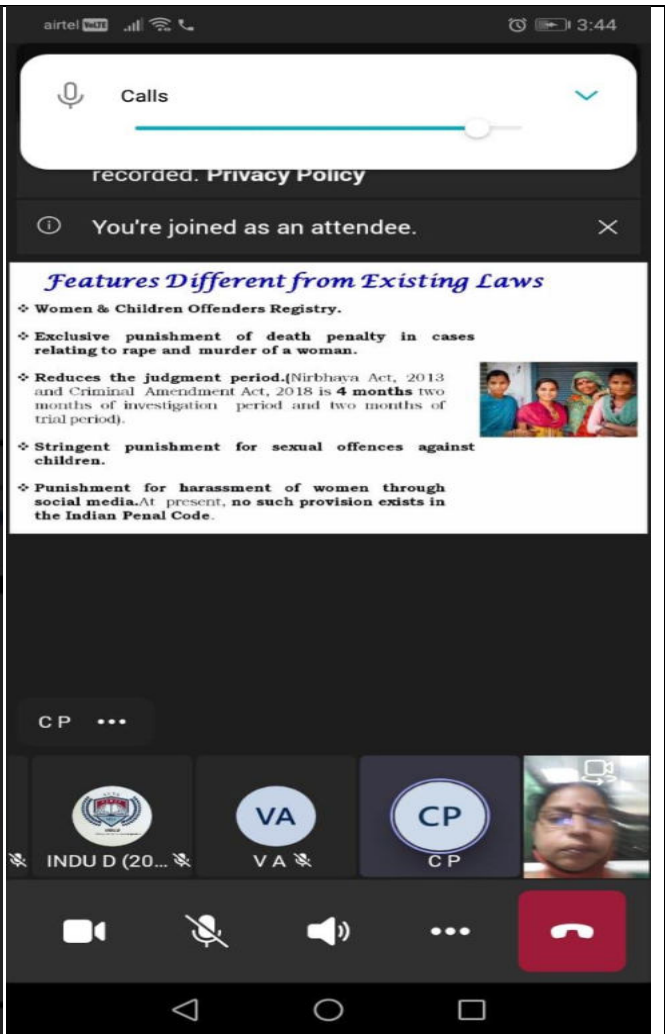 airtel VoLTE 3:44
Calls
recorded. Privacy Policy
You're joined as an attendee.
Features Different from Existing Laws
❖ Women & Children Offenders Registry.
❖ Exclusive punishment of death penalty in cases
relating to rape and murder of a woman.
❖ Reduces the judgment period.(Nirbhaya Act, 2013
and Criminal Amendment Act, 2018 is 4 months two
months of investigation period and two months of
trial period).
❖ Stringent punishment for sexual offences against
children.
❖ Punishment for harassment of women through
social media.At present, no such provision exists in
the Indian Penal Code.
C P •••
VA
CP
INDU D (20...
V A
C P